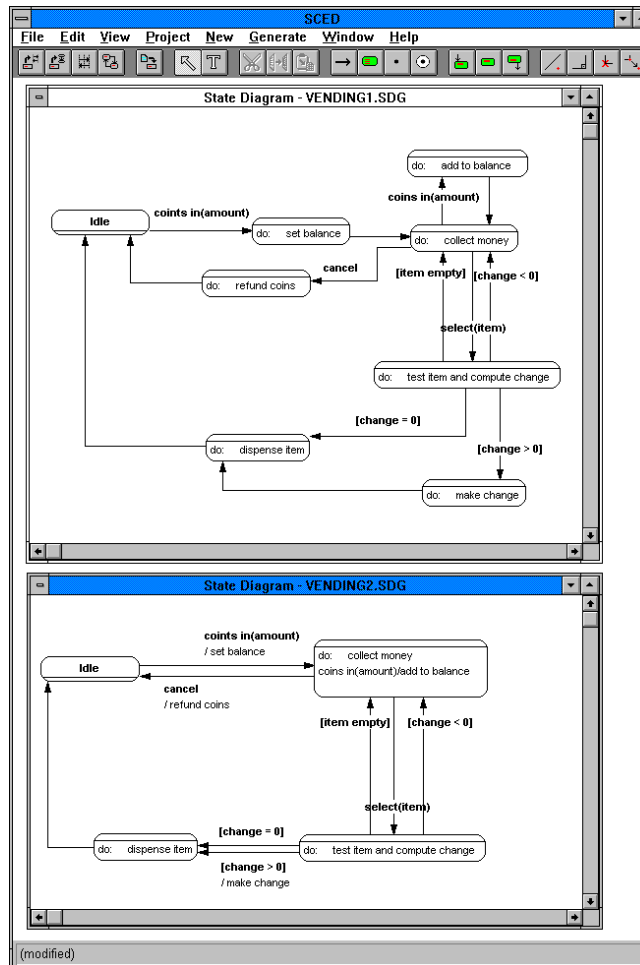 SCED
File Edit View Project New Generate Window Help
T
State Diagram - VENDING1.SDG
do: add to balance
coints in(amount)
coins in(amount)
Idle
do: set balance
do: collect money
cancel
[item empty]
[change < 0]
do: refund coins
select(item)
do: test item and compute change
[change = 0]
do: dispense item
[change > 0]
do: make change
State Diagram - VENDING2.SDG
coints in(amount)
/ set balance
do: collect money
Idle
coins in(amount)/add to balance
cancel
/ refund coins
[item empty]
[change < 0]
select(item)
[change = 0]
do: dispense item
do: test item and compute change
[change > 0]
/ make change
(modified)